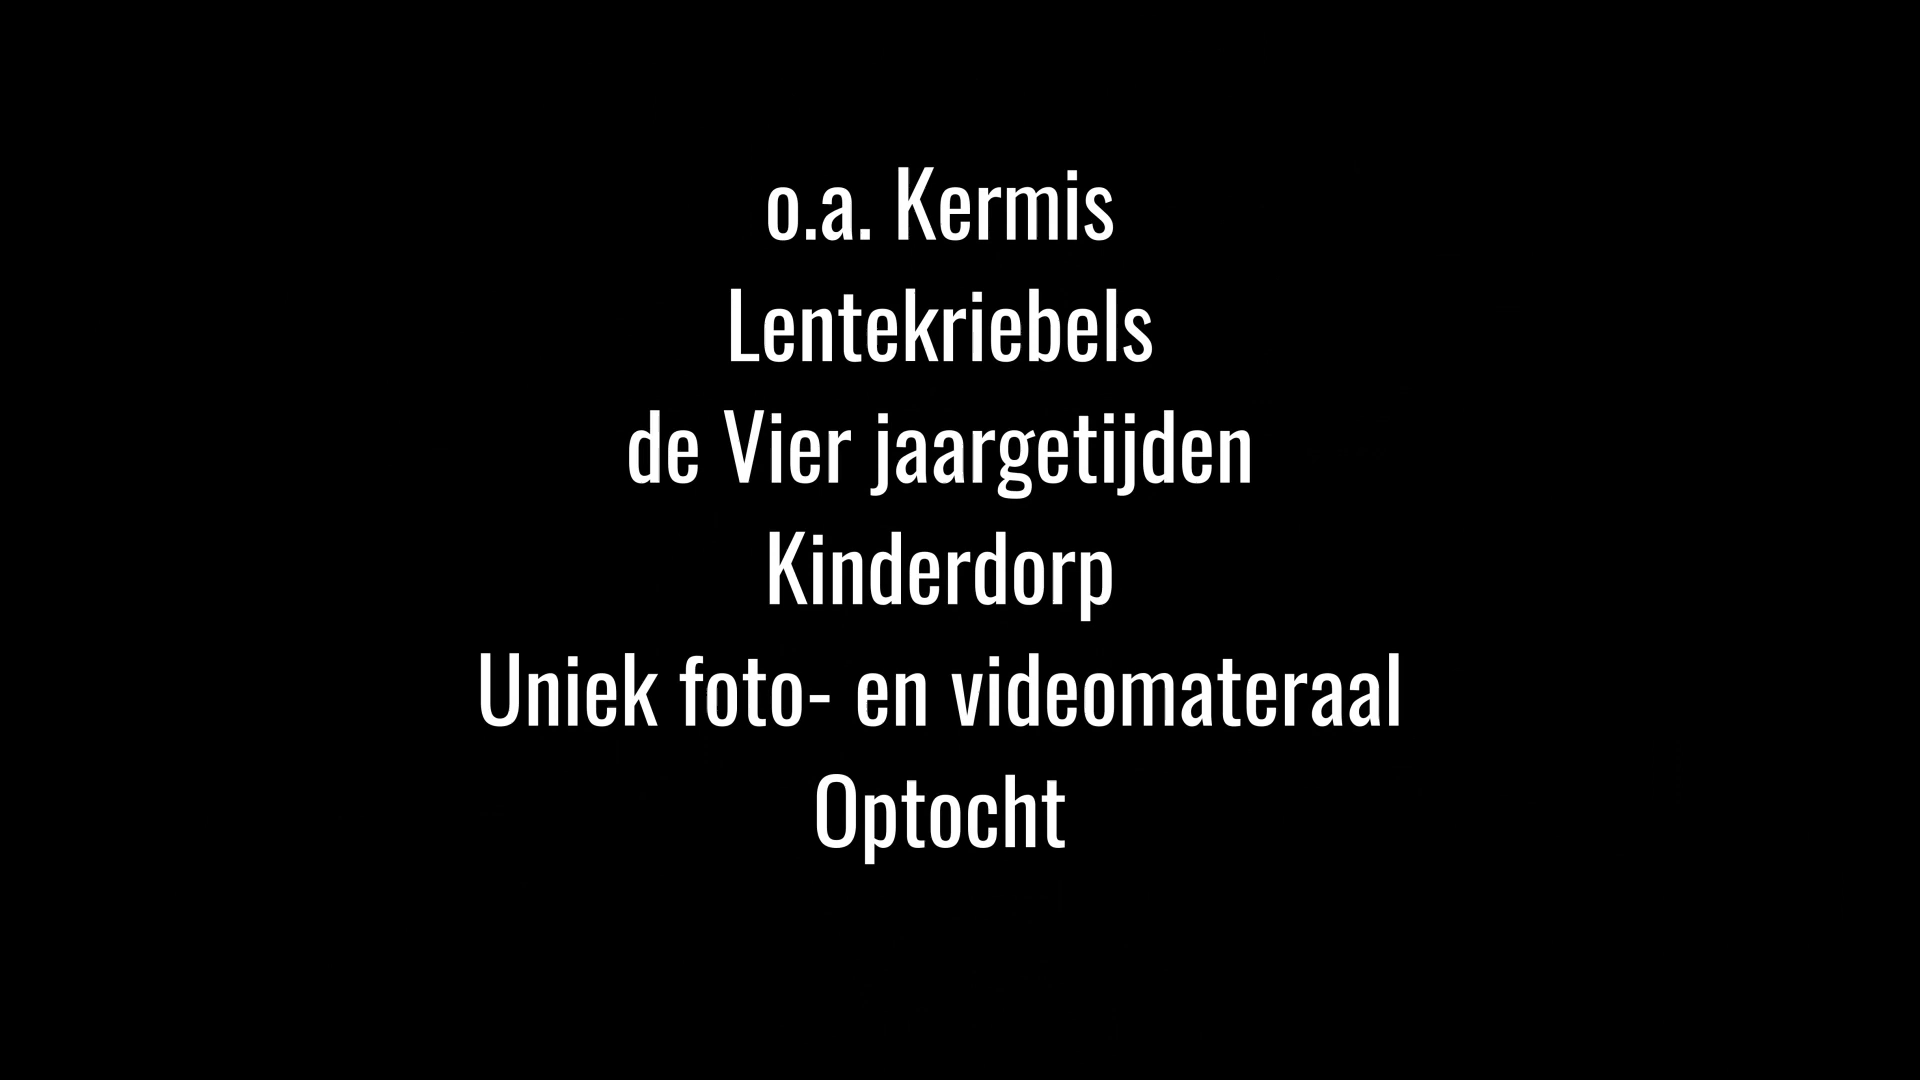 o.a. Kermis
Lentekriebels
de Vier jaargetijden
Kinderdorp
Uniek foto- en videomateraal
Optocht